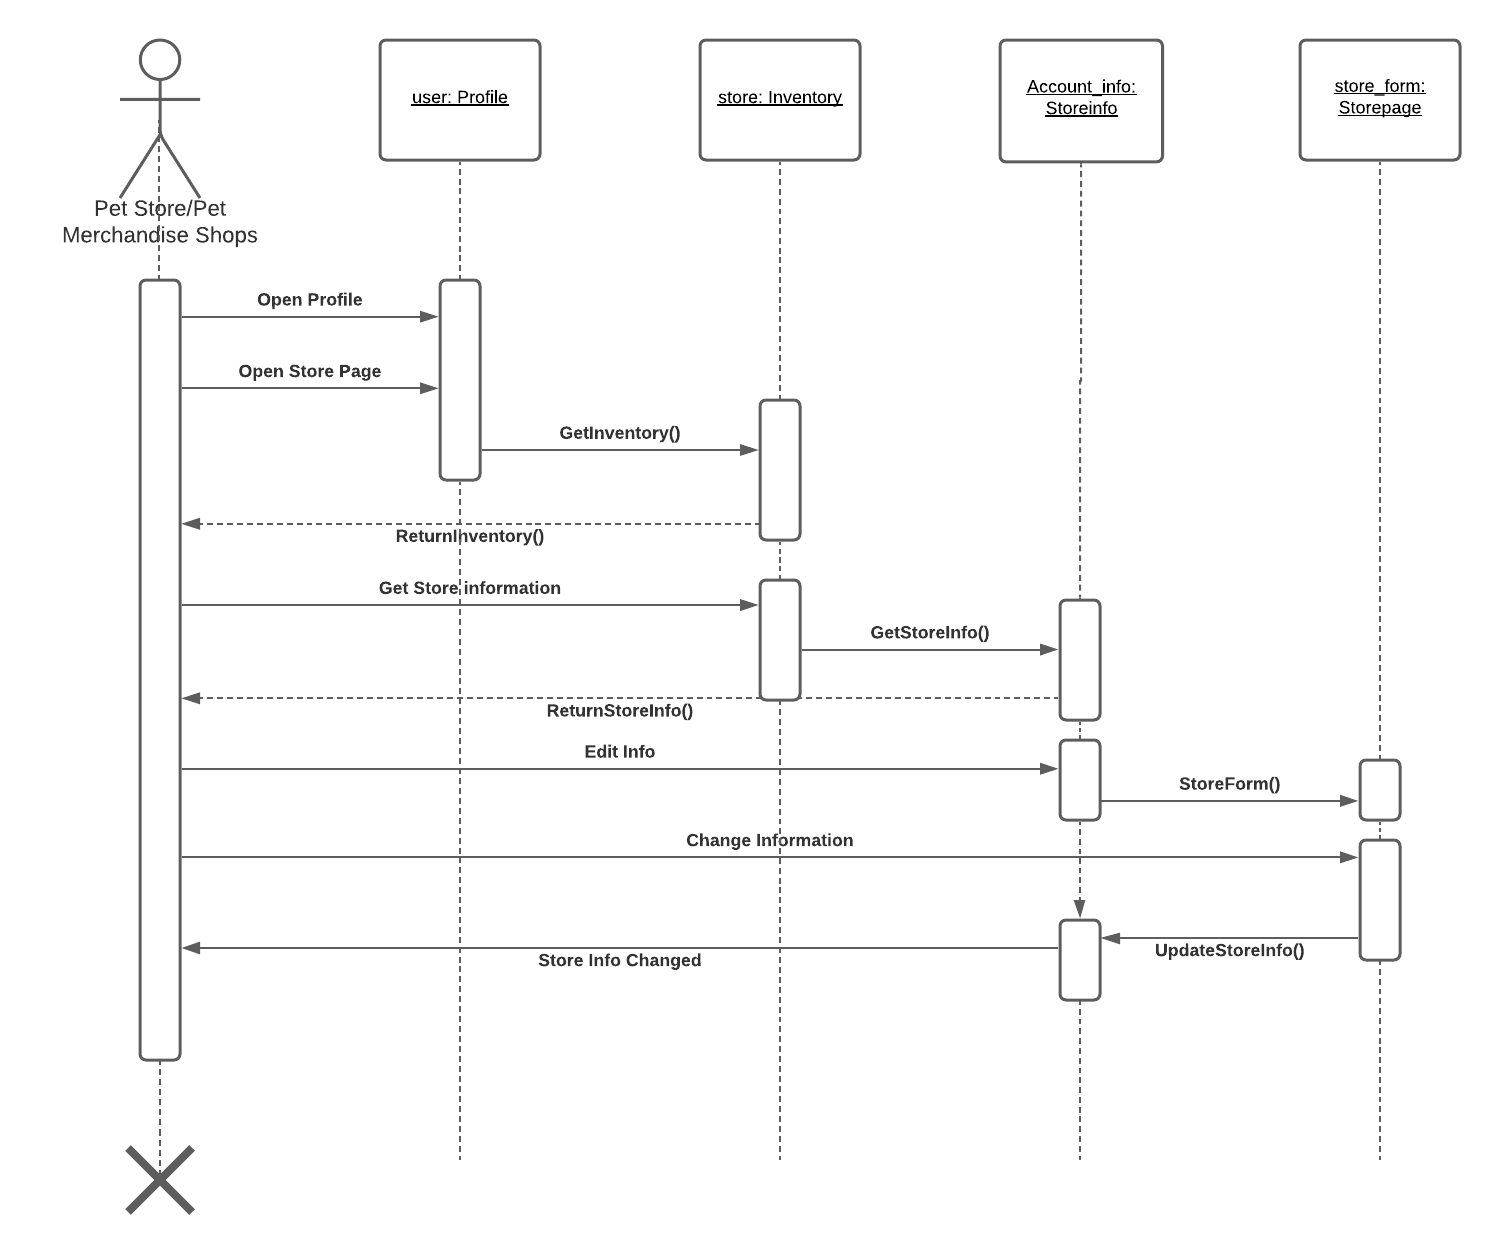 user: Profile
store: Inventory
Account_info:
Storeinfo
store_form:
Storepage
Pet Store/Pet
Merchandise Shops
Open Profile
Open Store Page
GetInventory()
ReturnInventory()
Get Store information
GetStoreInfo()
ReturnStoreInfo()
Edit Info
StoreForm()
Change Information
UpdateStoreInfo()
Store Info Changed